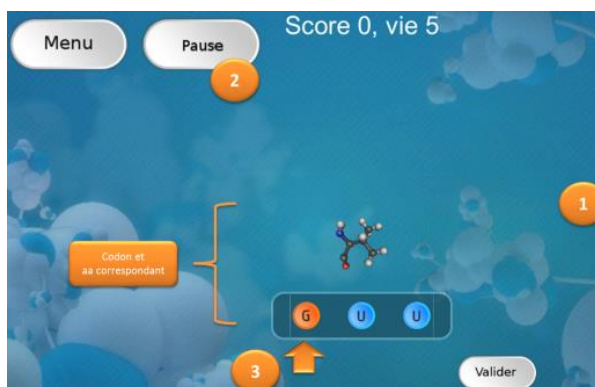 Score 0, vie 5
Menu
Pause
2
1
Codon et
aa correspondant
G U U
3
Valider